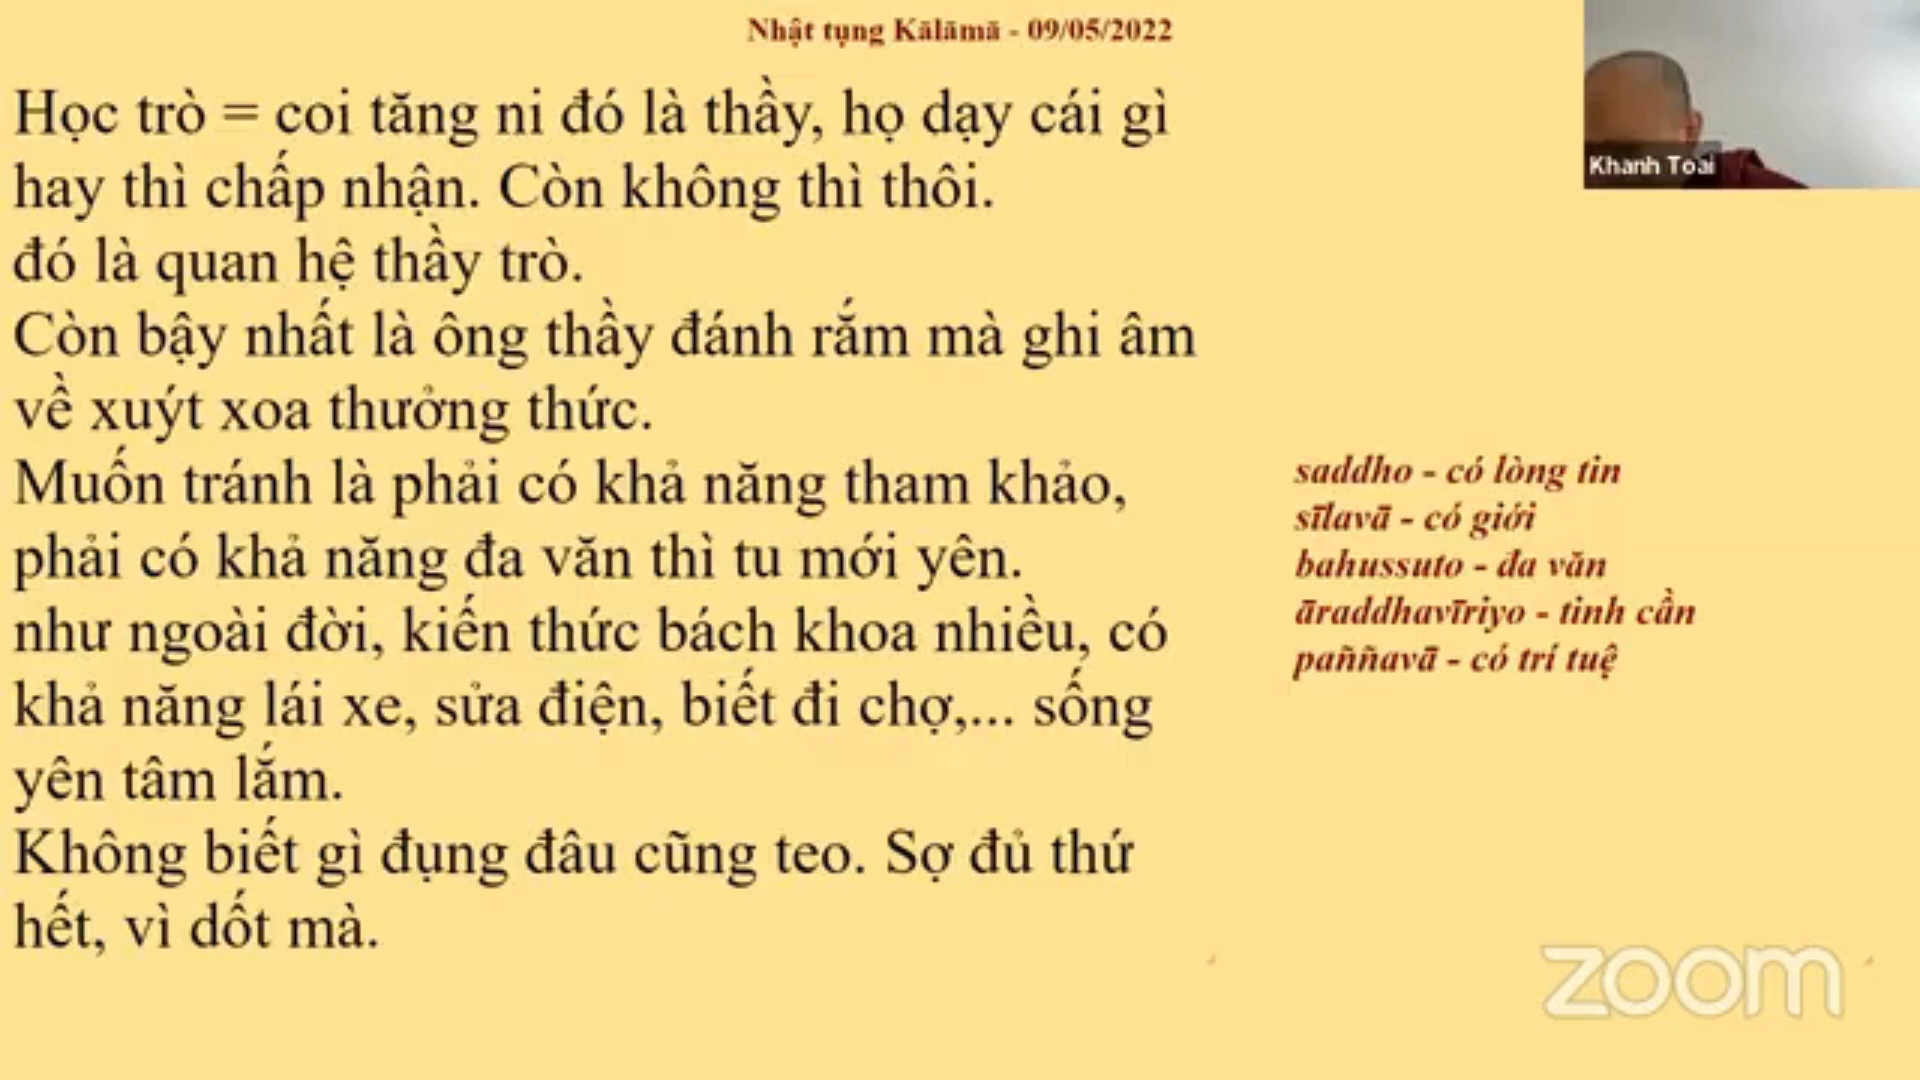 Nhật tụng Kālāmā - 09/05/2022
Học trò = coi tăng ni đó là thầy, họ dạy cái gì
hay thì chấp nhận. Còn không thì thôi.
đó là quan hệ thầy trò.
Còn bậy nhất là ông thầy đánh rắm mà ghi âm
về xuýt xoa thưởng thức.
Muốn tránh là phải có khả năng tham khảo,
phải có khả năng đa văn thì tu mới yên.
như ngoài đời, kiến thức bách khoa nhiều, có
khả năng lái xe, sửa điện, biết đi chợ,... sống
yên tâm lắm.
Không biết gì đụng đâu cũng teo. Sợ đủ thứ
hết, vì dốt mà.
Khanh Toai
saddho - có lòng tin
sīlavā - có giới
bahussuto - đa văn
āraddhavīriyo - tinh cần
paññavā - có trí tuệ
zoom